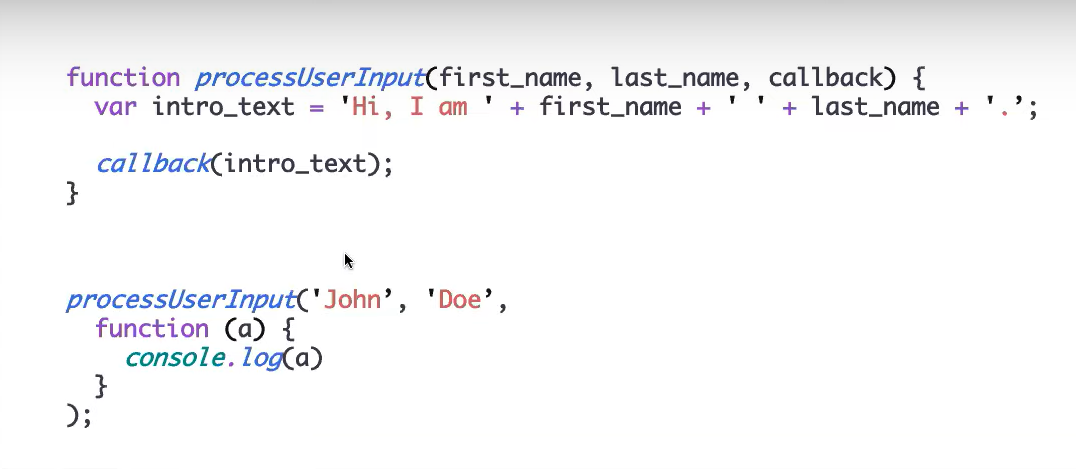 function processUserInput(first_name, last_name, callback) {
  var intro_text = 'Hi, I am ' + first_name + ' ' + last_name + '.’;
  callback(intro_text);
}
processUserInput('John’, 'Doe’,
  function (a) {
    console.log(a)
  }
);